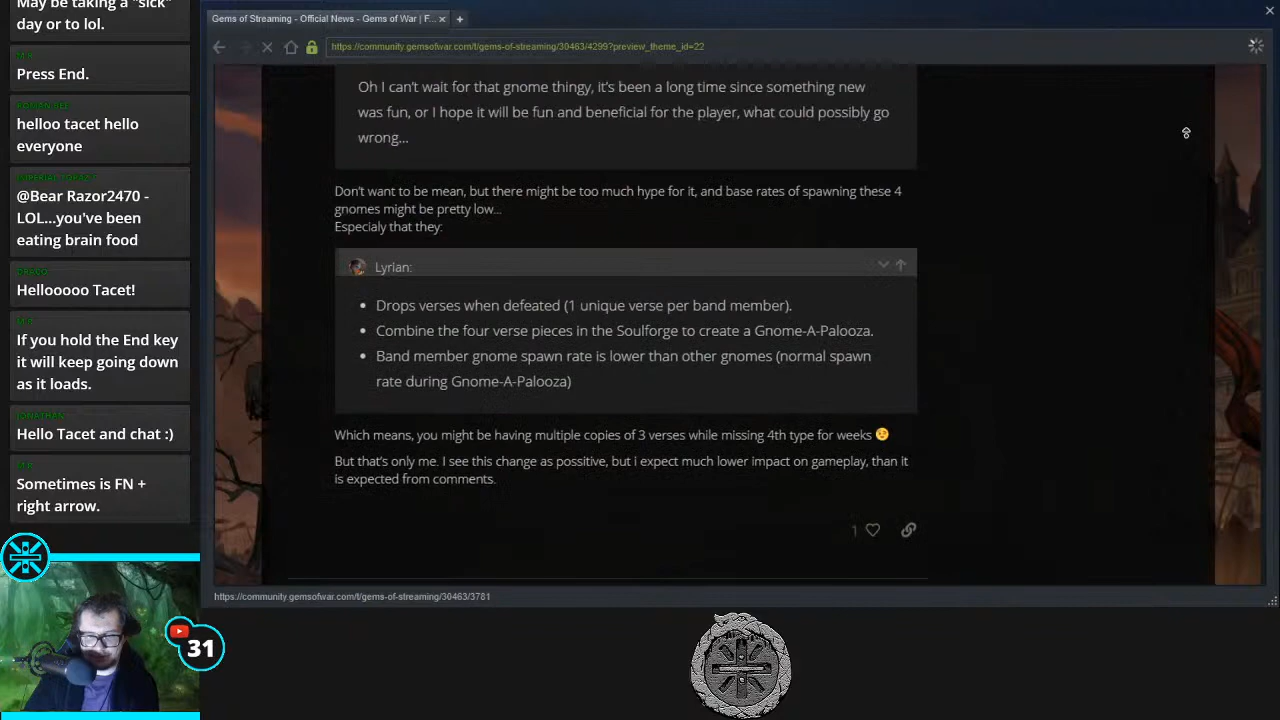 May be taking a "sick"
day or to lol.
Press End.
helloo tacet hello
everyone
@Bear Razor2470 -
LOL...you've been
eating brain food
DRACO
Hellooooo Tacet!
If you hold the End key
it will keep going down
as it loads.
JONATHAN
Hello Tacet and chat :)
Sometimes is FN +
right arrow.
31
Gems of Streaming - Official News - Gems of War | F...
https://community.gemsofwar.com/t/gems-of-streaming/30463/4299?preview_theme_id=22
Oh I can't wait for that gnome thingy, it's been a long time since something new
was fun, or I hope it will be fun and beneficial for the player, what could possibly go
wrong...
Don't want to be mean, but there might be too much hype for it, and base rates of spawning these 4
gnomes might be pretty low...
Especialy that they:
Lyrian:
Drops verses when defeated (1 unique verse per band member).
Combine the four verse pieces in the Soulforge to create a Gnome-A-Palooza.
Band member gnome spawn rate is lower than other gnomes (normal spawn
rate during Gnome-A-Palooza)
Which means, you might be having multiple copies of 3 verses while missing 4th type for weeks
But that's only me. I see this change as possitive, but i expect much lower impact on gameplay, than it
is expected from comments.
1
https://community.gemsofwar.com/t/gems-of-streaming/30463/3781